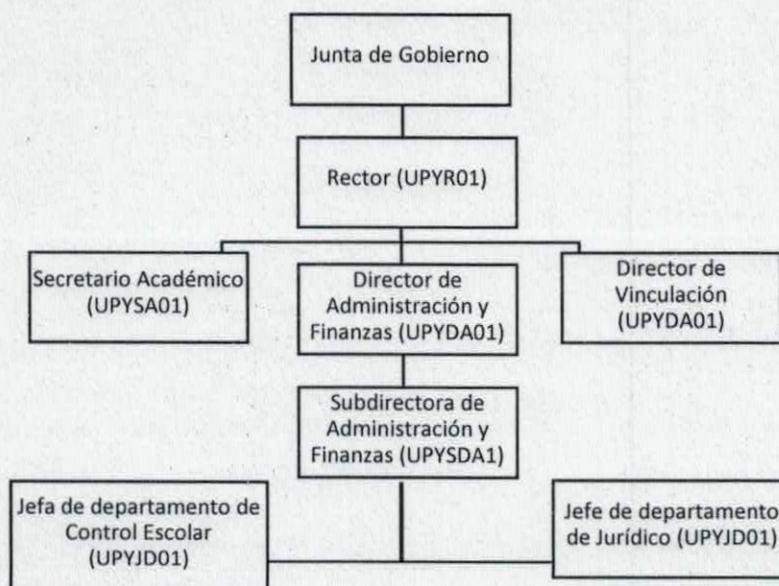 Junta de Gobierno
Rector (UPYR01)
Secretario Académico
(UPYSA01)
Director de
Administración y
Finanzas (UPYDA01)
Director de
Vinculación
(UPYDA01)
Subdirectora de
Administración y
Finanzas (UPYSDA1)
Jefa de departamento de
Control Escolar
(UPYJD01)
Jefe de departamento
de Jurídico (UPYJD01)